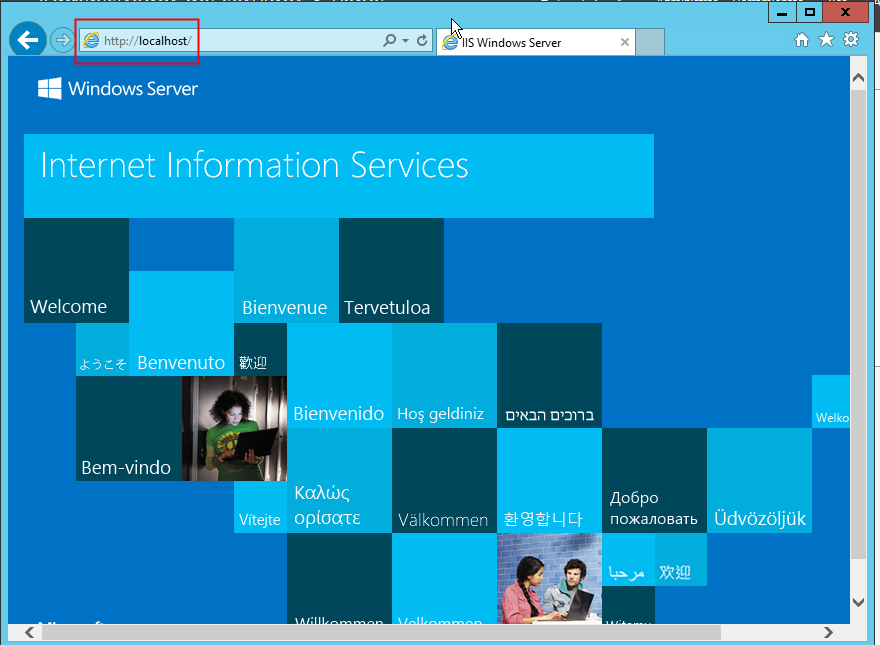 http://localhost/
IIS Windows Server
Windows Server
Internet Information Services
Welcome
Bienvenue
Tervetuloa
ようこそ
Benvenuto
歡迎
Bienvenido
Hoş geldiniz
ברוכים הבאים
Welko
Bem-vindo
Vítejte
Καλώς
ορίσατε
Välkommen
환영합니다
Добро
пожаловать
Üdvözöljük
مرحبا
欢迎
Willkommen
Velkommen
Witamy
Microsoft